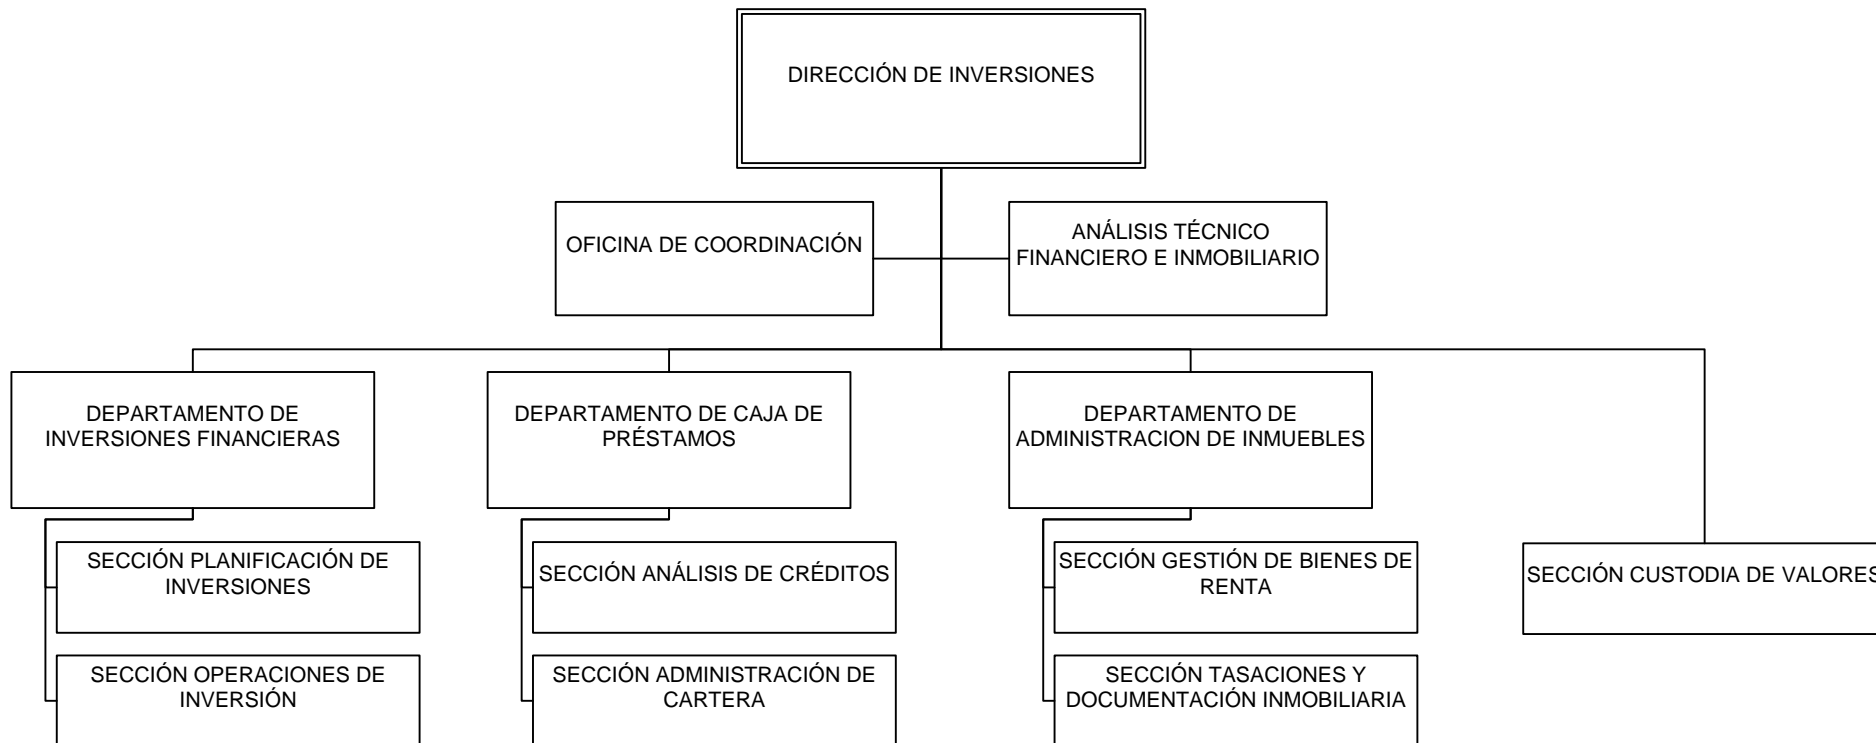 DIRECCIÓN DE INVERSIONES
OFICINA DE COORDINACIÓN
ANÁLISIS TÉCNICO
FINANCIERO E INMOBILIARIO
DEPARTAMENTO DE
INVERSIONES FINANCIERAS
DEPARTAMENTO DE CAJA DE
PRÉSTAMOS
DEPARTAMENTO DE
ADMINISTRACION DE INMUEBLES
SECCIÓN PLANIFICACIÓN DE
INVERSIONES
SECCIÓN ANÁLISIS DE CRÉDITOS
SECCIÓN GESTIÓN DE BIENES DE
RENTA
SECCIÓN CUSTODIA DE VALORES
SECCIÓN OPERACIONES DE
INVERSIÓN
SECCIÓN ADMINISTRACIÓN DE
CARTERA
SECCIÓN TASACIONES Y
DOCUMENTACIÓN INMOBILIARIA